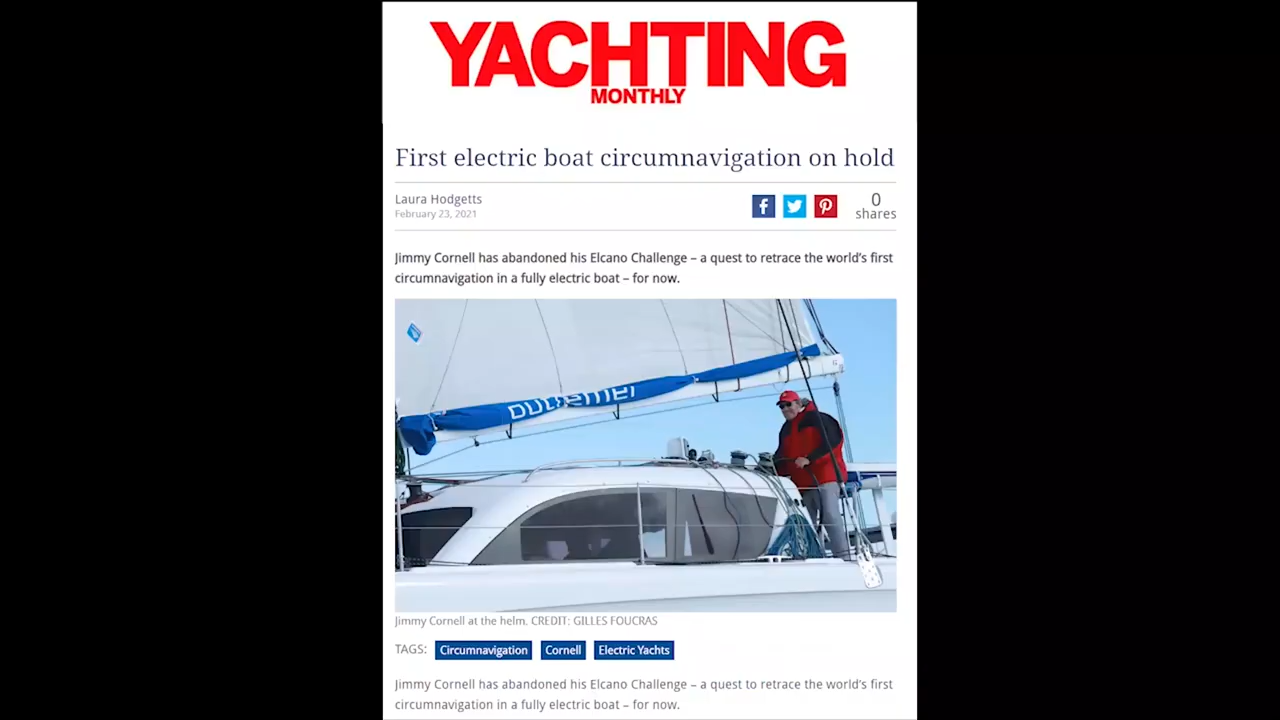 YACHTING
MONTHLY
First electric boat circumnavigation on hold
Laura Hodgetts
February 23, 2021
0
shares
Jimmy Cornell has abandoned his Elcano Challenge – a quest to retrace the world's first
circumnavigation in a fully electric boat – for now.
outremer
Jimmy Cornell at the helm. CREDIT: GILLES FOUCRAS
TAGS: Circumnavigation Cornell Electric Yachts
Jimmy Cornell has abandoned his Elcano Challenge – a quest to retrace the world's first
circumnavigation in a fully electric boat – for now.